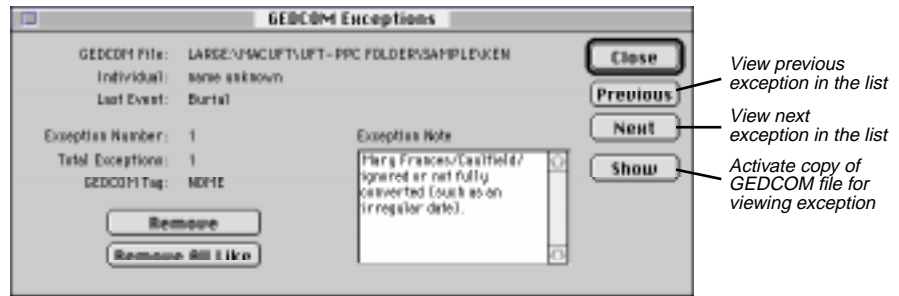 GEDCOM Exceptions
GEDCOM File: LARGE:\MACUFT\UFT-PPC FOLDER\SAMPLE\KEN
Individual: name unknown
Last Event: Burial
Exception Number: 1
Total Exceptions: 1
GEDCOM Tag: NOME
Remove
Remove All Like
Exception Note
Mary Frances/Caulfield/
ignored or not fully
converted (such as an
irregular date).
Close
Previous
Next
Show
View previous
exception in the list
View next
exception in the list
Activate copy of
GEDCOM file for
viewing exception